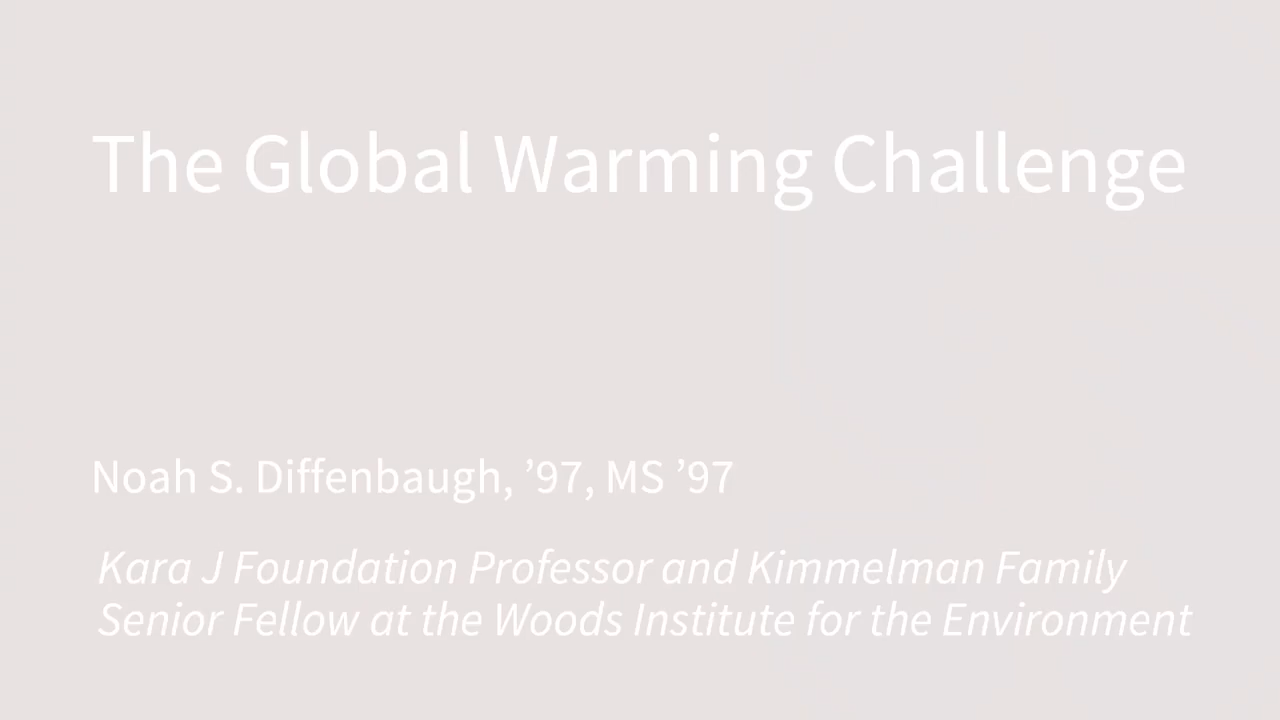 The Global Warming Challenge
Noah S. Diffenbaugh, ’97, MS ’97
Kara J Foundation Professor and Kimmelman Family
Senior Fellow at the Woods Institute for the Environment